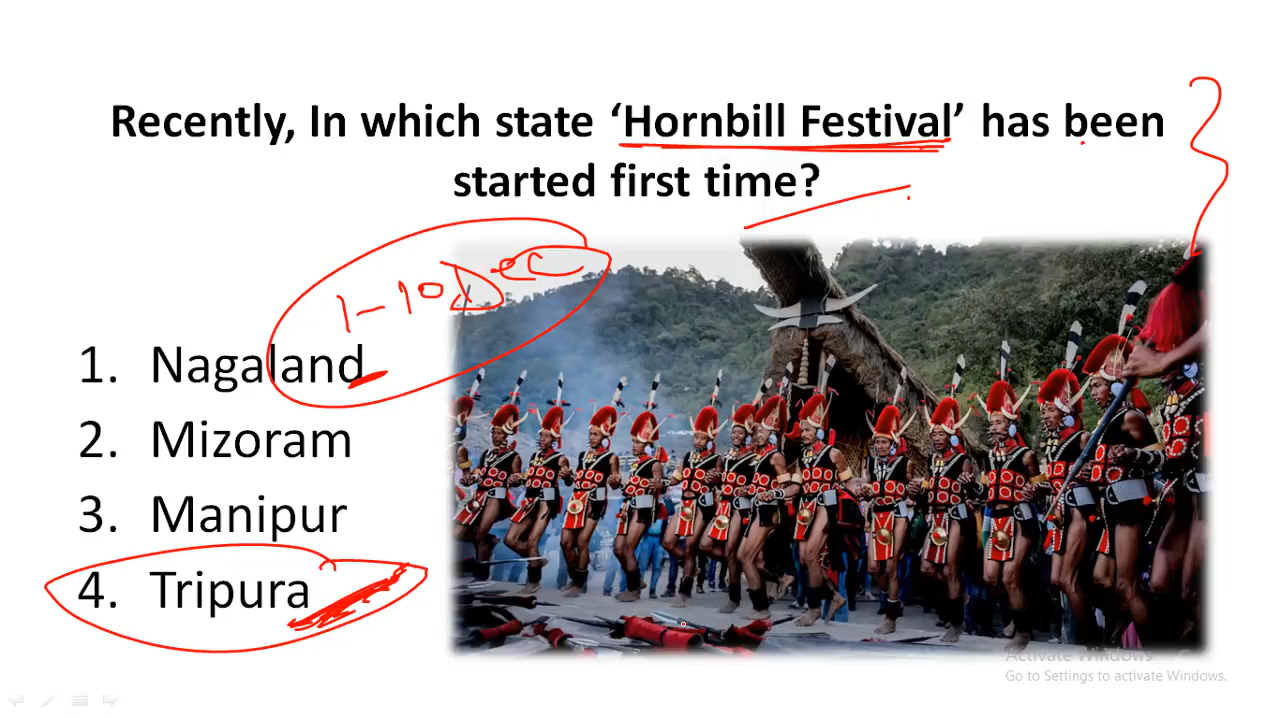 Recently, In which state ‘Hornbill Festival’ has been
started first time?
1-10 Dec
1. Nagaland
2. Mizoram
3. Manipur
4. Tripura
Activate Windows
Go to Settings to activate Windows.